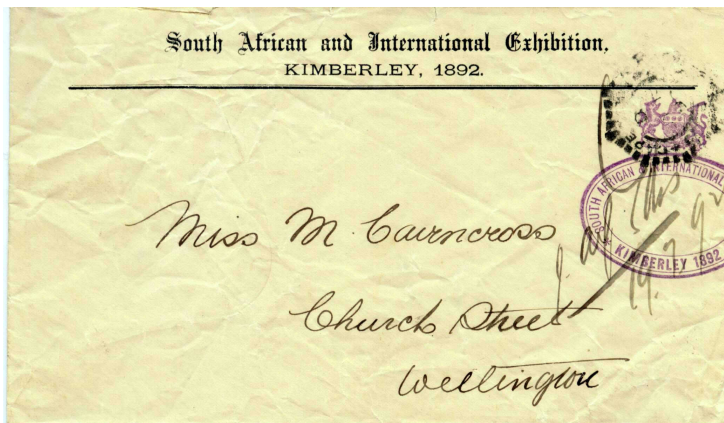 South African and International Exhibition,
KIMBERLEY, 1892.
SOUTH AFRICAN & INTERNATIONAL
KIMBERLEY 1892
Miss M Cairncross
Church Street
Wellington